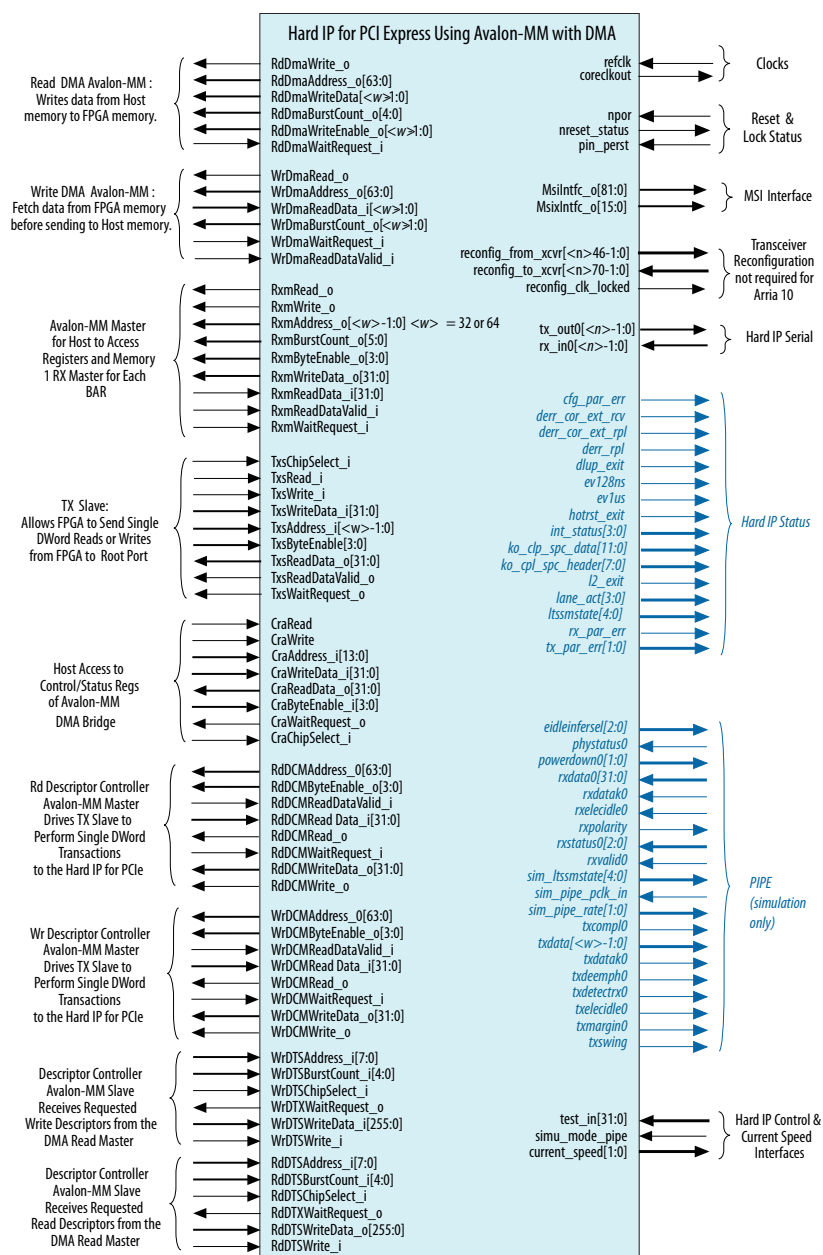 Hard IP for PCI Express Using Avalon-MM with DMA
Read DMA Avalon-MM :
Writes data from Host
memory to FPGA memory.
RdDmaWrite_o
RdDmaAddress_o[63:0]
RdDmaWriteData[<w>1:0]
RdDmaBurstCount_o[4:0]
RdDmaWriteEnable_o[<w>1:0]
RdDmaWaitRequest_i
Write DMA Avalon-MM :
Fetch data from FPGA memory
before sending to Host memory.
WrDmaRead_o
WrDmaAddress_o[63:0]
WrDmaReadData_i[<w>1:0]
WrDmaBurstCount_o[<w>1:0]
WrDmaWaitRequest_i
WrDmaReadDataValid_i
Avalon-MM Master
for Host to Access
Registers and Memory
1 RX Master for Each
BAR
RxmRead_o
RxmWrite_o
RxmAddress_o[<w>-1:0] <w> = 32 or 64
RxmBurstCount_o[5:0]
RxmByteEnable_o[3:0]
RxmWriteData_o[31:0]
RxmReadData_i[31:0]
RxmReadDataValid_i
RxmWaitRequest_i
TX Slave:
Allows FPGA to Send Single
DWord Reads or Writes
from FPGA to Root Port
TxsChipSelect_i
TxsRead_i
TxsWrite_i
TxsWriteData_i[31:0]
TxsAddress_i[<w>-1:0]
TxsByteEnable[3:0]
TxsReadData_o[31:0]
TxsReadDataValid_o
TxsWaitRequest_o
Host Access to
Control/Status Regs
of Avalon-MM
DMA Bridge
CraRead
CraWrite
CraAddress_i[13:0]
CraWriteData_i[31:0]
CraReadData_o[31:0]
CraByteEnable_i[3:0]
CraWaitRequest_o
CraChipSelect_i
Rd Descriptor Controller
Avalon-MM Master
Drives TX Slave to
Perform Single DWord
Transactions
to the Hard IP for PCIe
RdDCMAddress_0[63:0]
RdDCMByteEnable_o[3:0]
RdDCMReadDataValid_i
RdDCMRead Data_i[31:0]
RdDCMRead_o
RdDCMWaitRequest_i
RdDCMWriteData_o[31:0]
RdDCMWrite_o
Wr Descriptor Controller
Avalon-MM Master
Drives TX Slave to
Perform Single DWord
Transactions
to the Hard IP for PCIe
WrDCMAddress_0[63:0]
WrDCMByteEnable_o[3:0]
WrDCMReadDataValid_i
WrDCMRead Data_i[31:0]
WrDCMRead_o
WrDCMWaitRequest_i
WrDCMWriteData_o[31:0]
WrDCMWrite_o
Descriptor Controller
Avalon-MM Slave
Receives Requested
Write Descriptors from the
DMA Read Master
WrDTSAddress_i[7:0]
WrDTSBurstCount_i[4:0]
WrDTSChipSelect_i
WrDTXWaitRequest_o
WrDTSWriteData_i[255:0]
WrDTSWrite_i
Descriptor Controller
Avalon-MM Slave
Receives Requested
Read Descriptors from the
DMA Read Master
RdDTSAddress_i[7:0]
RdDTSBurstCount_i[4:0]
RdDTSChipSelect_i
RdDTXWaitRequest_o
RdDTSWriteData_o[255:0]
RdDTSWrite_i
refclk
coreclkout
Clocks
npor
nreset_status
pin_perst
Reset &
Lock Status
MsiIntfc_o[81:0]
MsixIntfc_o[15:0]
MSI Interface
reconfig_from_xcvr[<n>46-1:0]
reconfig_to_xcvr[<n>70-1:0]
reconfig_clk_locked
Transceiver
Reconfiguration
not required for
Arria 10
tx_out0[<n>-1:0]
rx_in0[<n>-1:0]
Hard IP Serial
cfg_par_err
derr_cor_ext_rcv
derr_cor_ext_rpl
derr_rpl
dlup_exit
ev128ns
ev1us
hotrst_exit
int_status[3:0]
ko_clp_spc_data[11:0]
ko_cpl_spc_header[7:0]
l2_exit
lane_act[3:0]
ltssmstate[4:0]
rx_par_err
tx_par_err[1:0]
Hard IP Status
eidleinfersel[2:0]
phystatus0
powerdown0[1:0]
rxdata0[31:0]
rxdatak0
rxelecidle0
rxpolarity
rxstatus0[2:0]
rxvalid0
sim_ltssmstate[4:0]
sim_pipe_pclk_in
sim_pipe_rate[1:0]
txcompl0
txdata[<w>-1:0]
txdatak0
txdeemph0
txdetectrx0
txelecidle0
txmargin0
txswing
PIPE
(simulation
only)
test_in[31:0]
simu_mode_pipe
current_speed[1:0]
Hard IP Control &
Current Speed
Interfaces